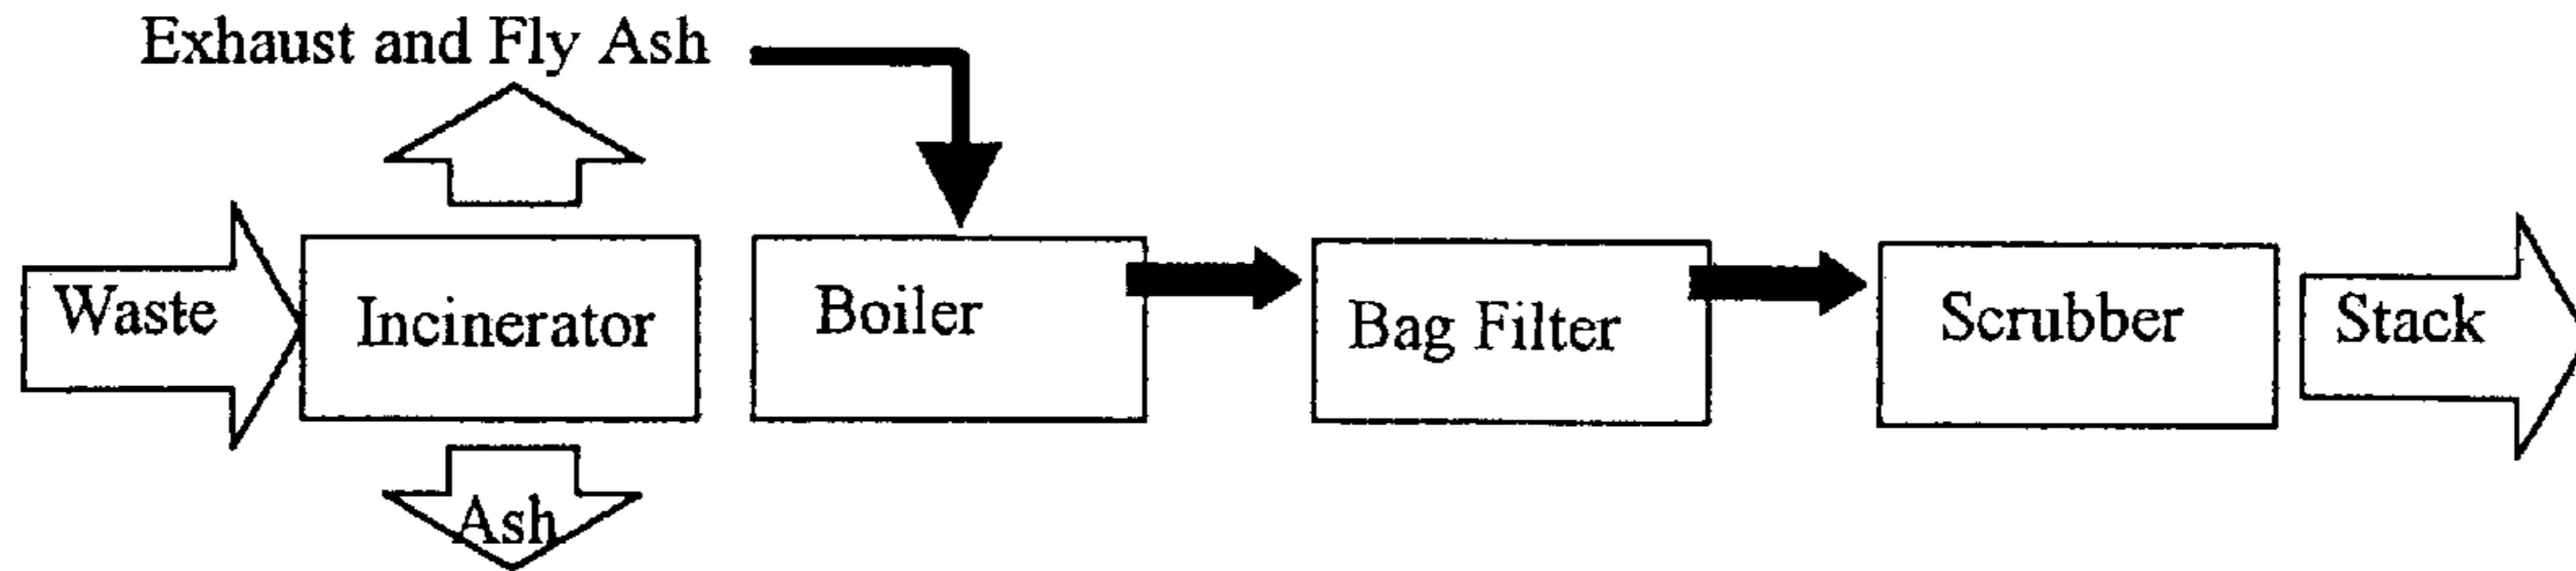 Exhaust and Fly Ash
Waste
Incinerator
Boiler
Bag Filter
Scrubber
Stack
Ash